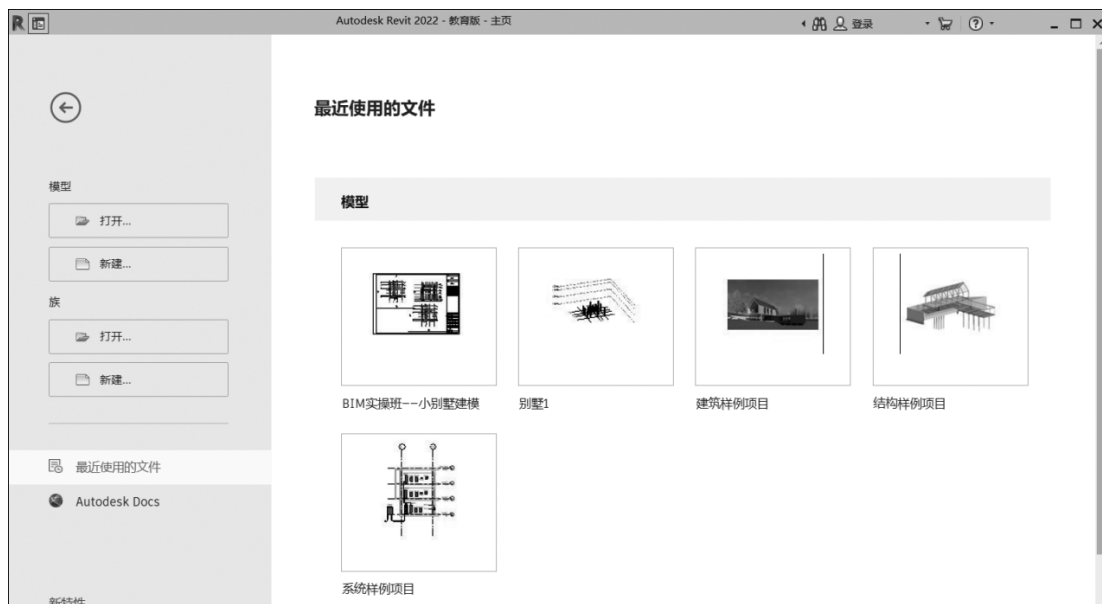 Autodesk Revit 2022 - 教育版 - 主页
登录
最近使用的文件
模型
打开...
新建...
族
打开...
新建...
最近使用的文件
Autodesk Docs
模型
BIM实操班--小别墅建模
别墅1
建筑样例项目
结构样例项目
系统样例项目
新特性